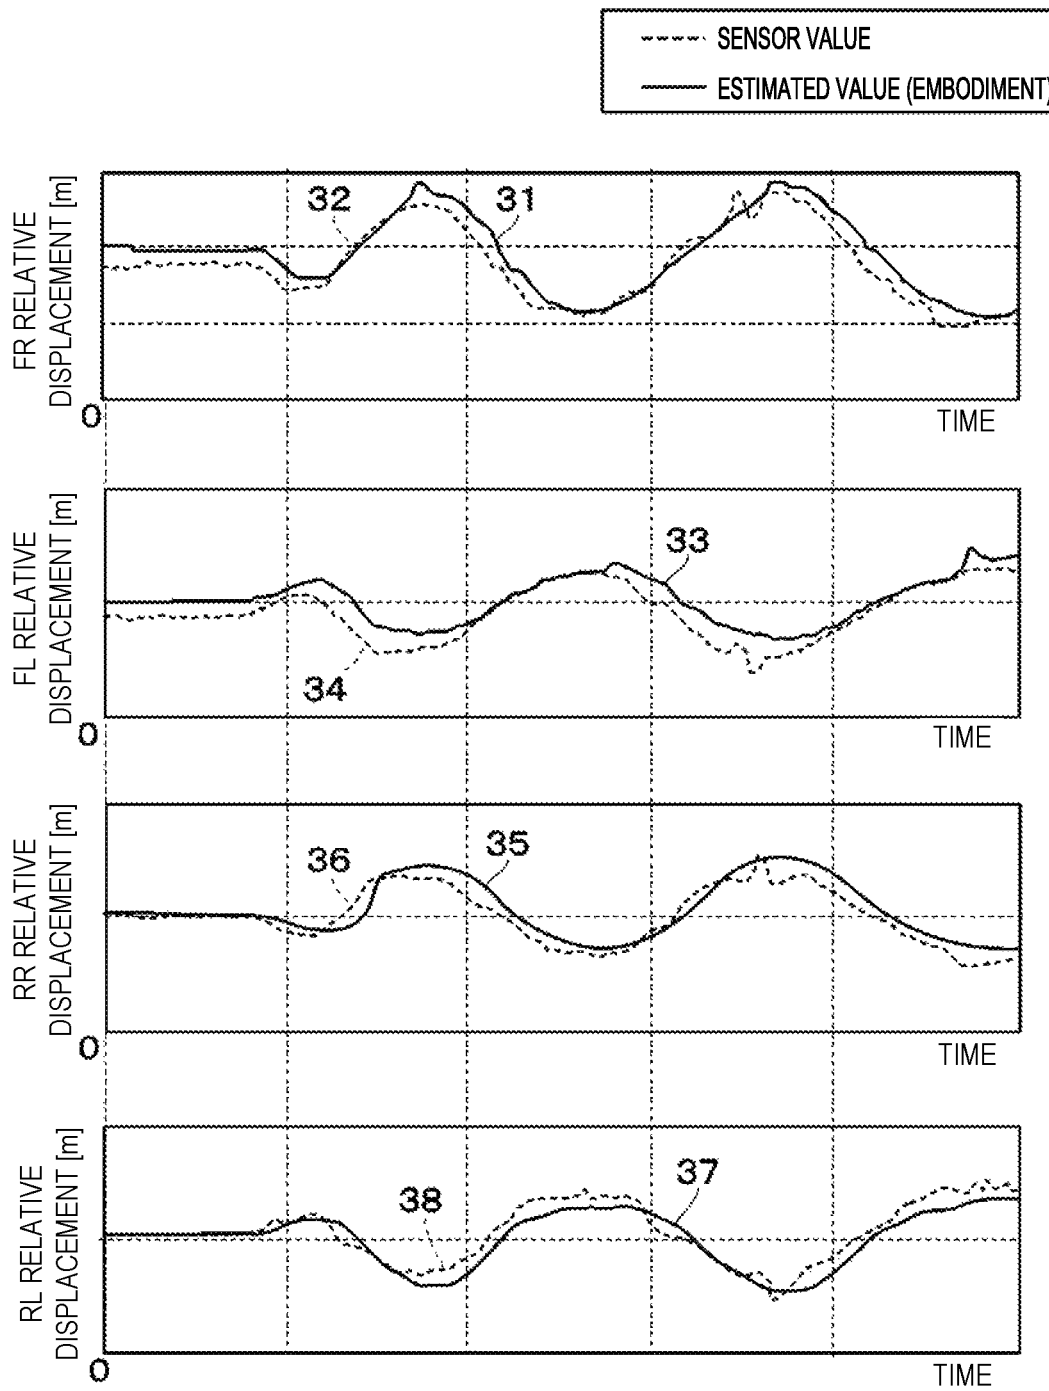 SENSOR VALUE
ESTIMATED VALUE (EMBODIMENT)
FR RELATIVE
DISPLACEMENT [m]
32
31
0
TIME
FL RELATIVE
DISPLACEMENT [m]
33
34
0
TIME
RR RELATIVE
DISPLACEMENT [m]
36
35
0
TIME
RL RELATIVE
DISPLACEMENT [m]
38
37
0
TIME